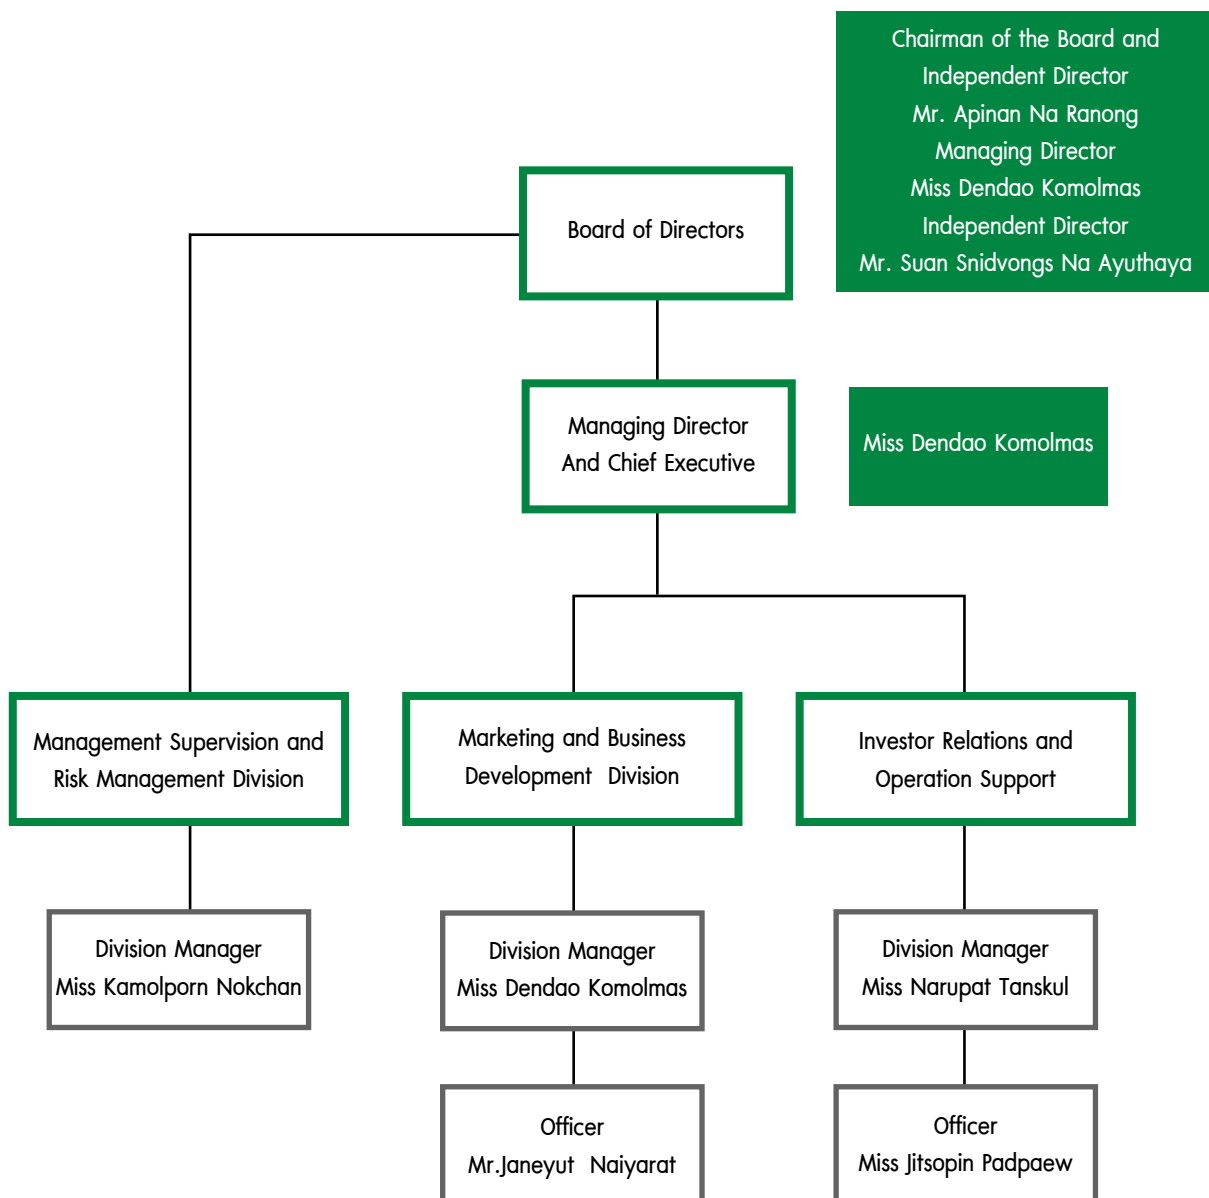 Chairman of the Board and
Independent Director
Mr. Apinan Na Ranong
Managing Director
Miss Dendao Komolmas
Independent Director
Mr. Suan Snidvongs Na Ayuthaya
Board of Directors
Managing Director
And Chief Executive
Miss Dendao Komolmas
Management Supervision and
Risk Management Division
Marketing and Business
Development Division
Investor Relations and
Operation Support
Division Manager
Miss Kamolporn Nokchan
Division Manager
Miss Dendao Komolmas
Division Manager
Miss Narupat Tanskul
Officer
Mr.Janeyut Naiyarat
Officer
Miss Jitsopin Padpaew